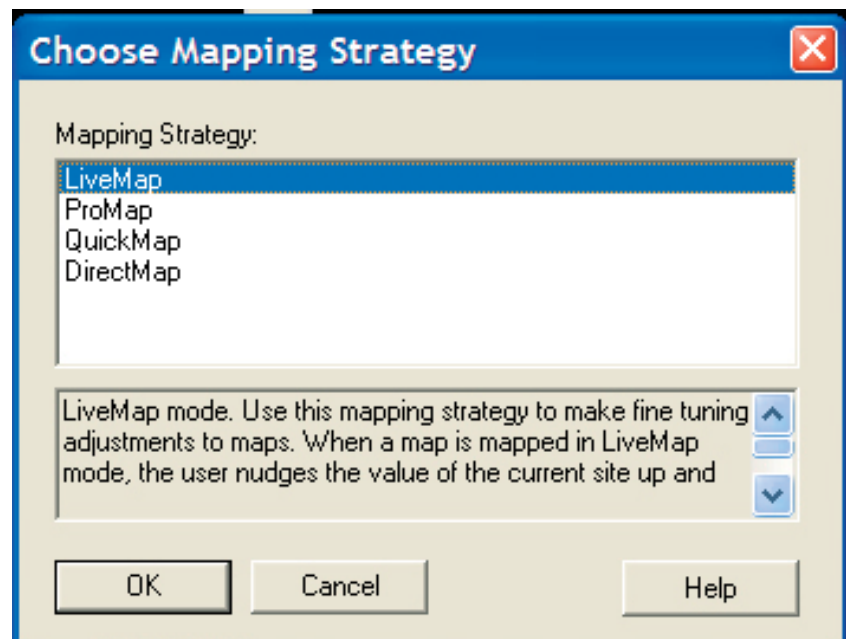 Choose Mapping Strategy
Mapping Strategy:
LiveMap
ProMap
QuickMap
DirectMap
LiveMap mode. Use this mapping strategy to make fine tuning
adjustments to maps. When a map is mapped in LiveMap
mode, the user nudges the value of the current site up and
OK Cancel Help